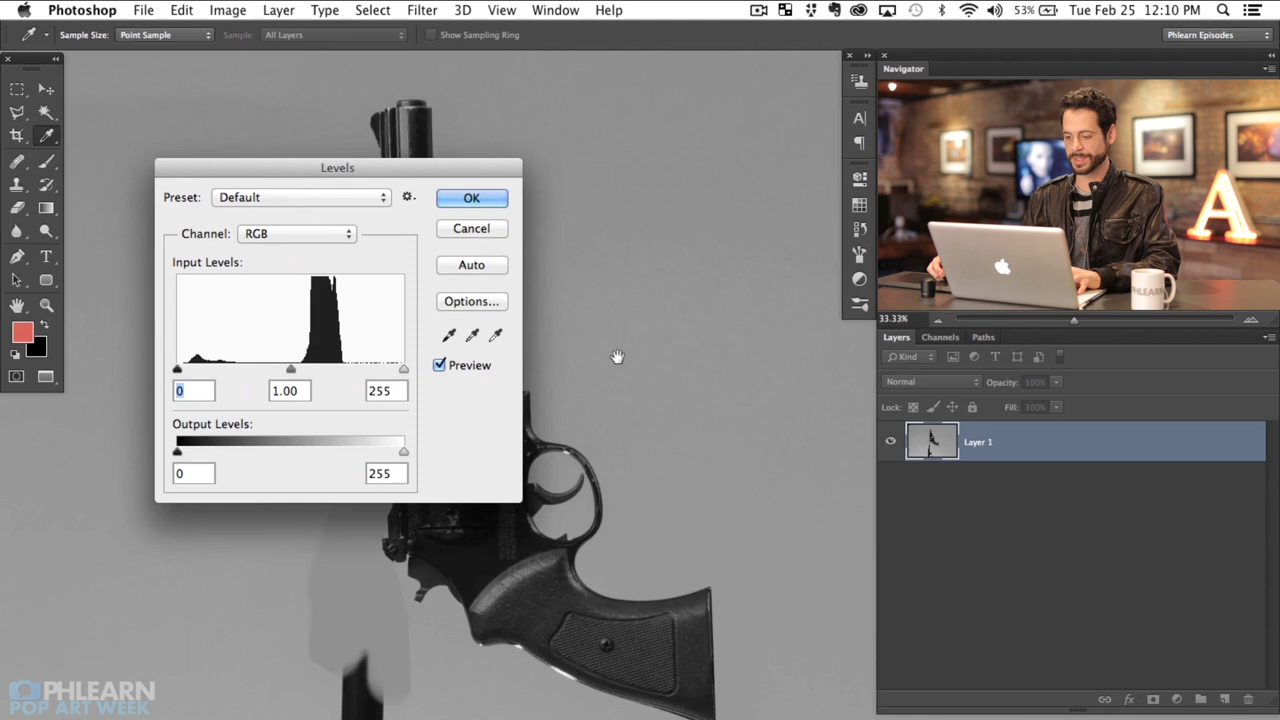 Photoshop File Edit Image Layer Type Select Filter 3D View Window Help 53% Tue Feb 25 12:10 PM
Sample Size: Point Sample Sample: All Layers Show Sampling Ring Phlearn Episodes
Navigator
Levels
Preset: Default OK
Cancel
Channel: RGB
Input Levels:
Auto
Options...
Preview
0 1.00 255
Output Levels:
0 255
A
PHLEARN
33.33%
Layers Channels Paths
Kind
Normal Opacity: 100%
Lock: Fill: 100%
Layer 1
PHLEARN
POP ART WEEK